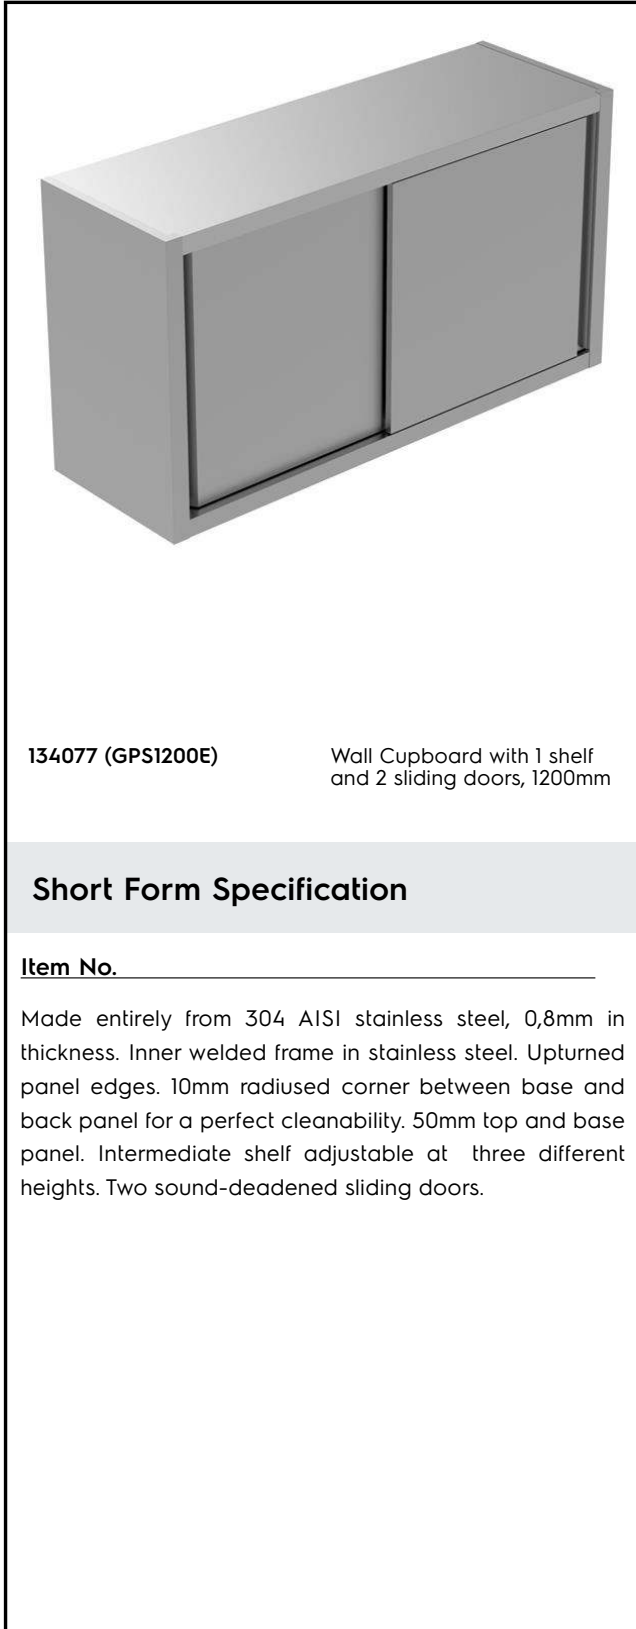 134077 (GPS1200E)
Wall Cupboard with 1 shelf
and 2 sliding doors, 1200mm
Short Form Specification
Item No.
Made entirely from 304 AISI stainless steel, 0,8mm in
thickness. Inner welded frame in stainless steel. Upturned
panel edges. 10mm radiused corner between base and
back panel for a perfect cleanability. 50mm top and base
panel. Intermediate shelf adjustable at three different
heights. Two sound-deadened sliding doors.